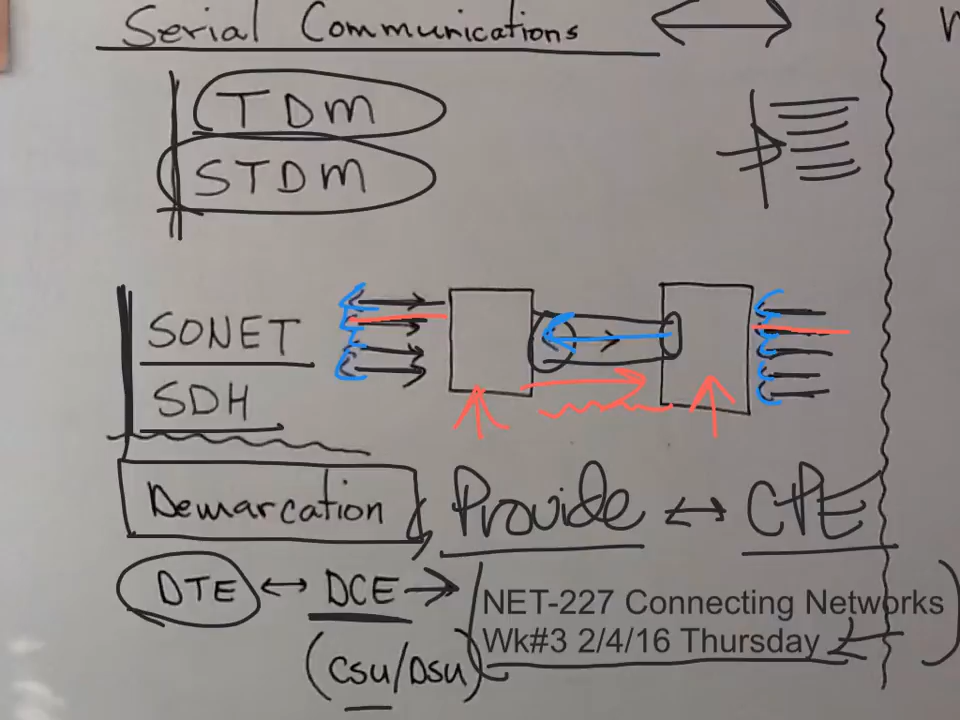 Serial Communications
TDM
STDM
SONET
SDH
Demarcation Provide ↔ CPE
DTE ↔ DCE →
(CSU/DSU)
NET-227 Connecting Networks
Wk#3 2/4/16 Thursday